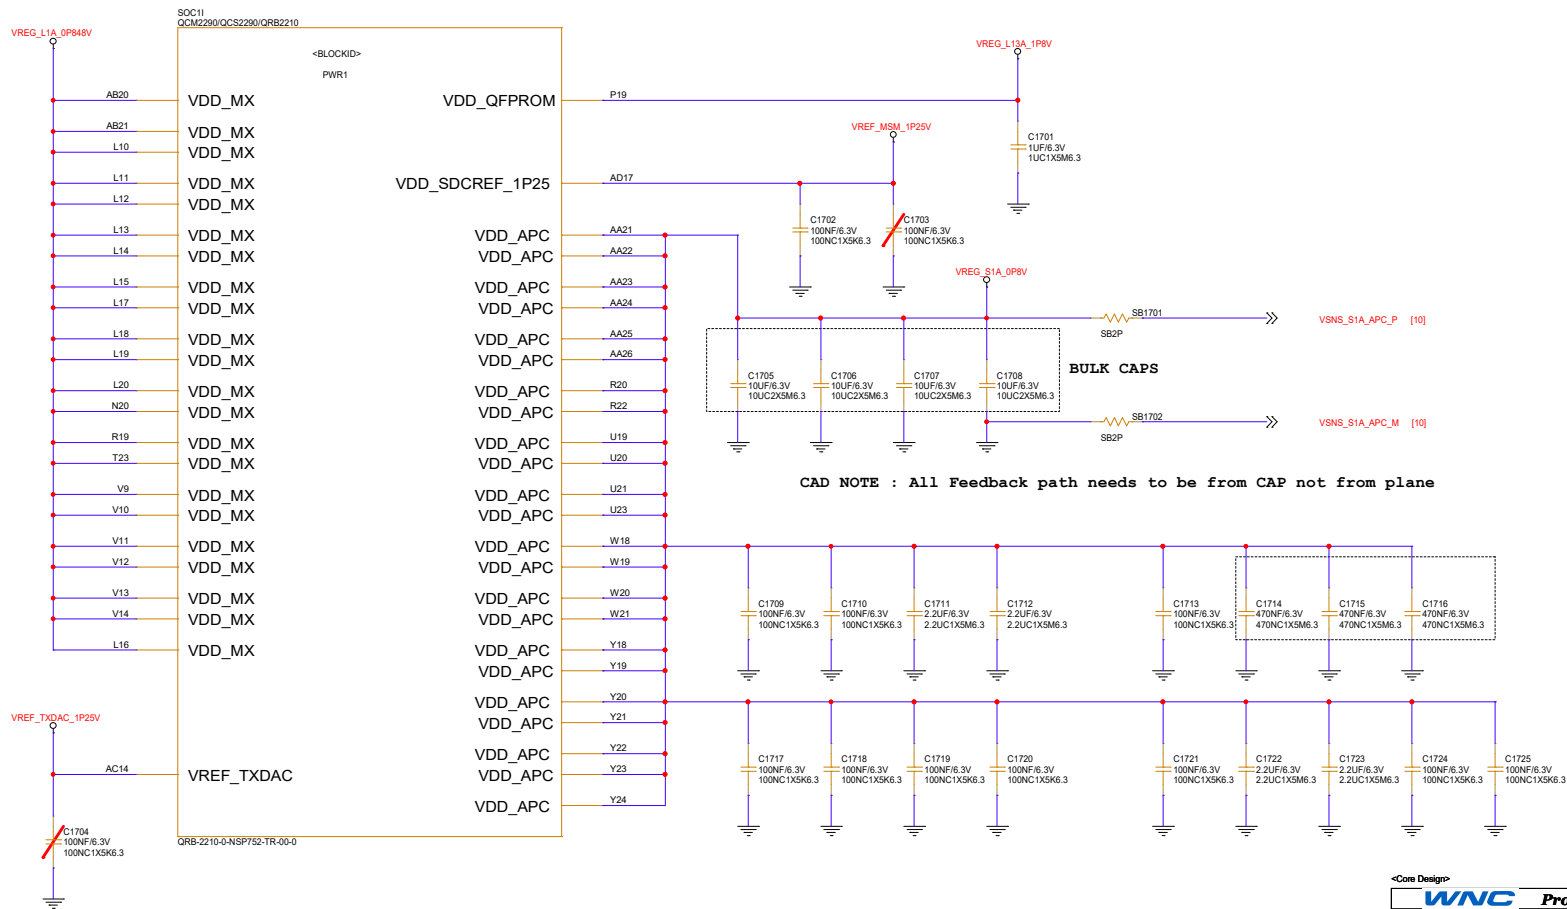 SOC1I
QCM2290/QCS2290/QRB2210
VREG_L1A_0P848V
<BLOCKID>
PWR1
VREG_L13A_1P8V
AB20 VDD_MX VDD_QFPROM P19
VREF_MSM_1P25V
AB21 VDD_MX
C1701
1UF/6.3V
1UC1X5M6.3
L10 VDD_MX
L11 VDD_MX VDD_SDCREF_1P25 AD17
L12 VDD_MX
C1702
100NF/6.3V
100NC1X5K6.3
C1703
100NF/6.3V
100NC1X5K6.3
L13 VDD_MX VDD_APC AA21
L14 VDD_MX VDD_APC AA22
VREG_S1A_0P8V
L15 VDD_MX VDD_APC AA23
L17 VDD_MX VDD_APC AA24
SB1701
SB2P
VSNS_S1A_APC_P [10]
L18 VDD_MX VDD_APC AA25
L19 VDD_MX VDD_APC AA26
BULK CAPS
C1705
10UF/6.3V
10UC2X5M6.3
C1706
10UF/6.3V
10UC2X5M6.3
C1707
10UF/6.3V
10UC2X5M6.3
C1708
10UF/6.3V
10UC2X5M6.3
L20 VDD_MX VDD_APC R20
N20 VDD_MX VDD_APC R22
SB1702
SB2P
VSNS_S1A_APC_M [10]
R19 VDD_MX VDD_APC U19
T23 VDD_MX VDD_APC U20
CAD NOTE : All Feedback path needs to be from CAP not from plane
V9 VDD_MX VDD_APC U21
V10 VDD_MX VDD_APC U23
V11 VDD_MX VDD_APC W18
V12 VDD_MX VDD_APC W19
V13 VDD_MX VDD_APC W20
V14 VDD_MX VDD_APC W21
C1709
100NF/6.3V
100NC1X5K6.3
C1710
100NF/6.3V
100NC1X5K6.3
C1711
2.2UF/6.3V
2.2UC1X5M6.3
C1712
2.2UF/6.3V
2.2UC1X5M6.3
C1713
100NF/6.3V
100NC1X5K6.3
C1714
470NF/6.3V
470NC1X5M6.3
C1715
470NF/6.3V
470NC1X5M6.3
C1716
470NF/6.3V
470NC1X5M6.3
L16 VDD_MX VDD_APC Y18
VDD_APC Y19
VDD_APC Y20
VREF_TXDAC_1P25V
VDD_APC Y21
VDD_APC Y22
AC14 VREF_TXDAC VDD_APC Y23
VDD_APC Y24
C1717
100NF/6.3V
100NC1X5K6.3
C1718
100NF/6.3V
100NC1X5K6.3
C1719
100NF/6.3V
100NC1X5K6.3
C1720
100NF/6.3V
100NC1X5K6.3
C1721
100NF/6.3V
100NC1X5K6.3
C1722
2.2UF/6.3V
2.2UC1X5M6.3
C1723
2.2UF/6.3V
2.2UC1X5M6.3
C1724
100NF/6.3V
100NC1X5K6.3
C1725
100NF/6.3V
100NC1X5K6.3
C1704
100NF/6.3V
100NC1X5K6.3
QRB-2210-0-NSP752-TR-00-0
<Core Design>
WNC